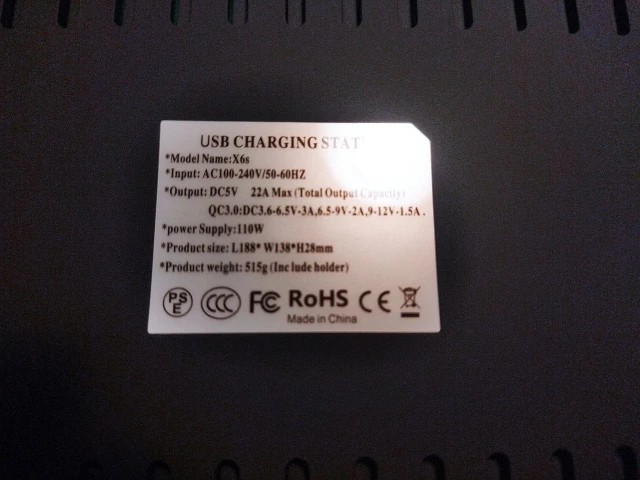 USB CHARGING STAT
*Model Name:X6s
*Input: AC100-240V/50-60HZ
*Output: DC5V 22A Max (Total Output Capacity)
QC3.0:DC3.6-6.5V-3A,6.5-9V-2A,9-12V-1.5A .
*power Supply:110W
*Product size: L188* W138*H28mm
*Product weight: 515g (Include holder)
PSE CCC FC RoHS CE
Made in China